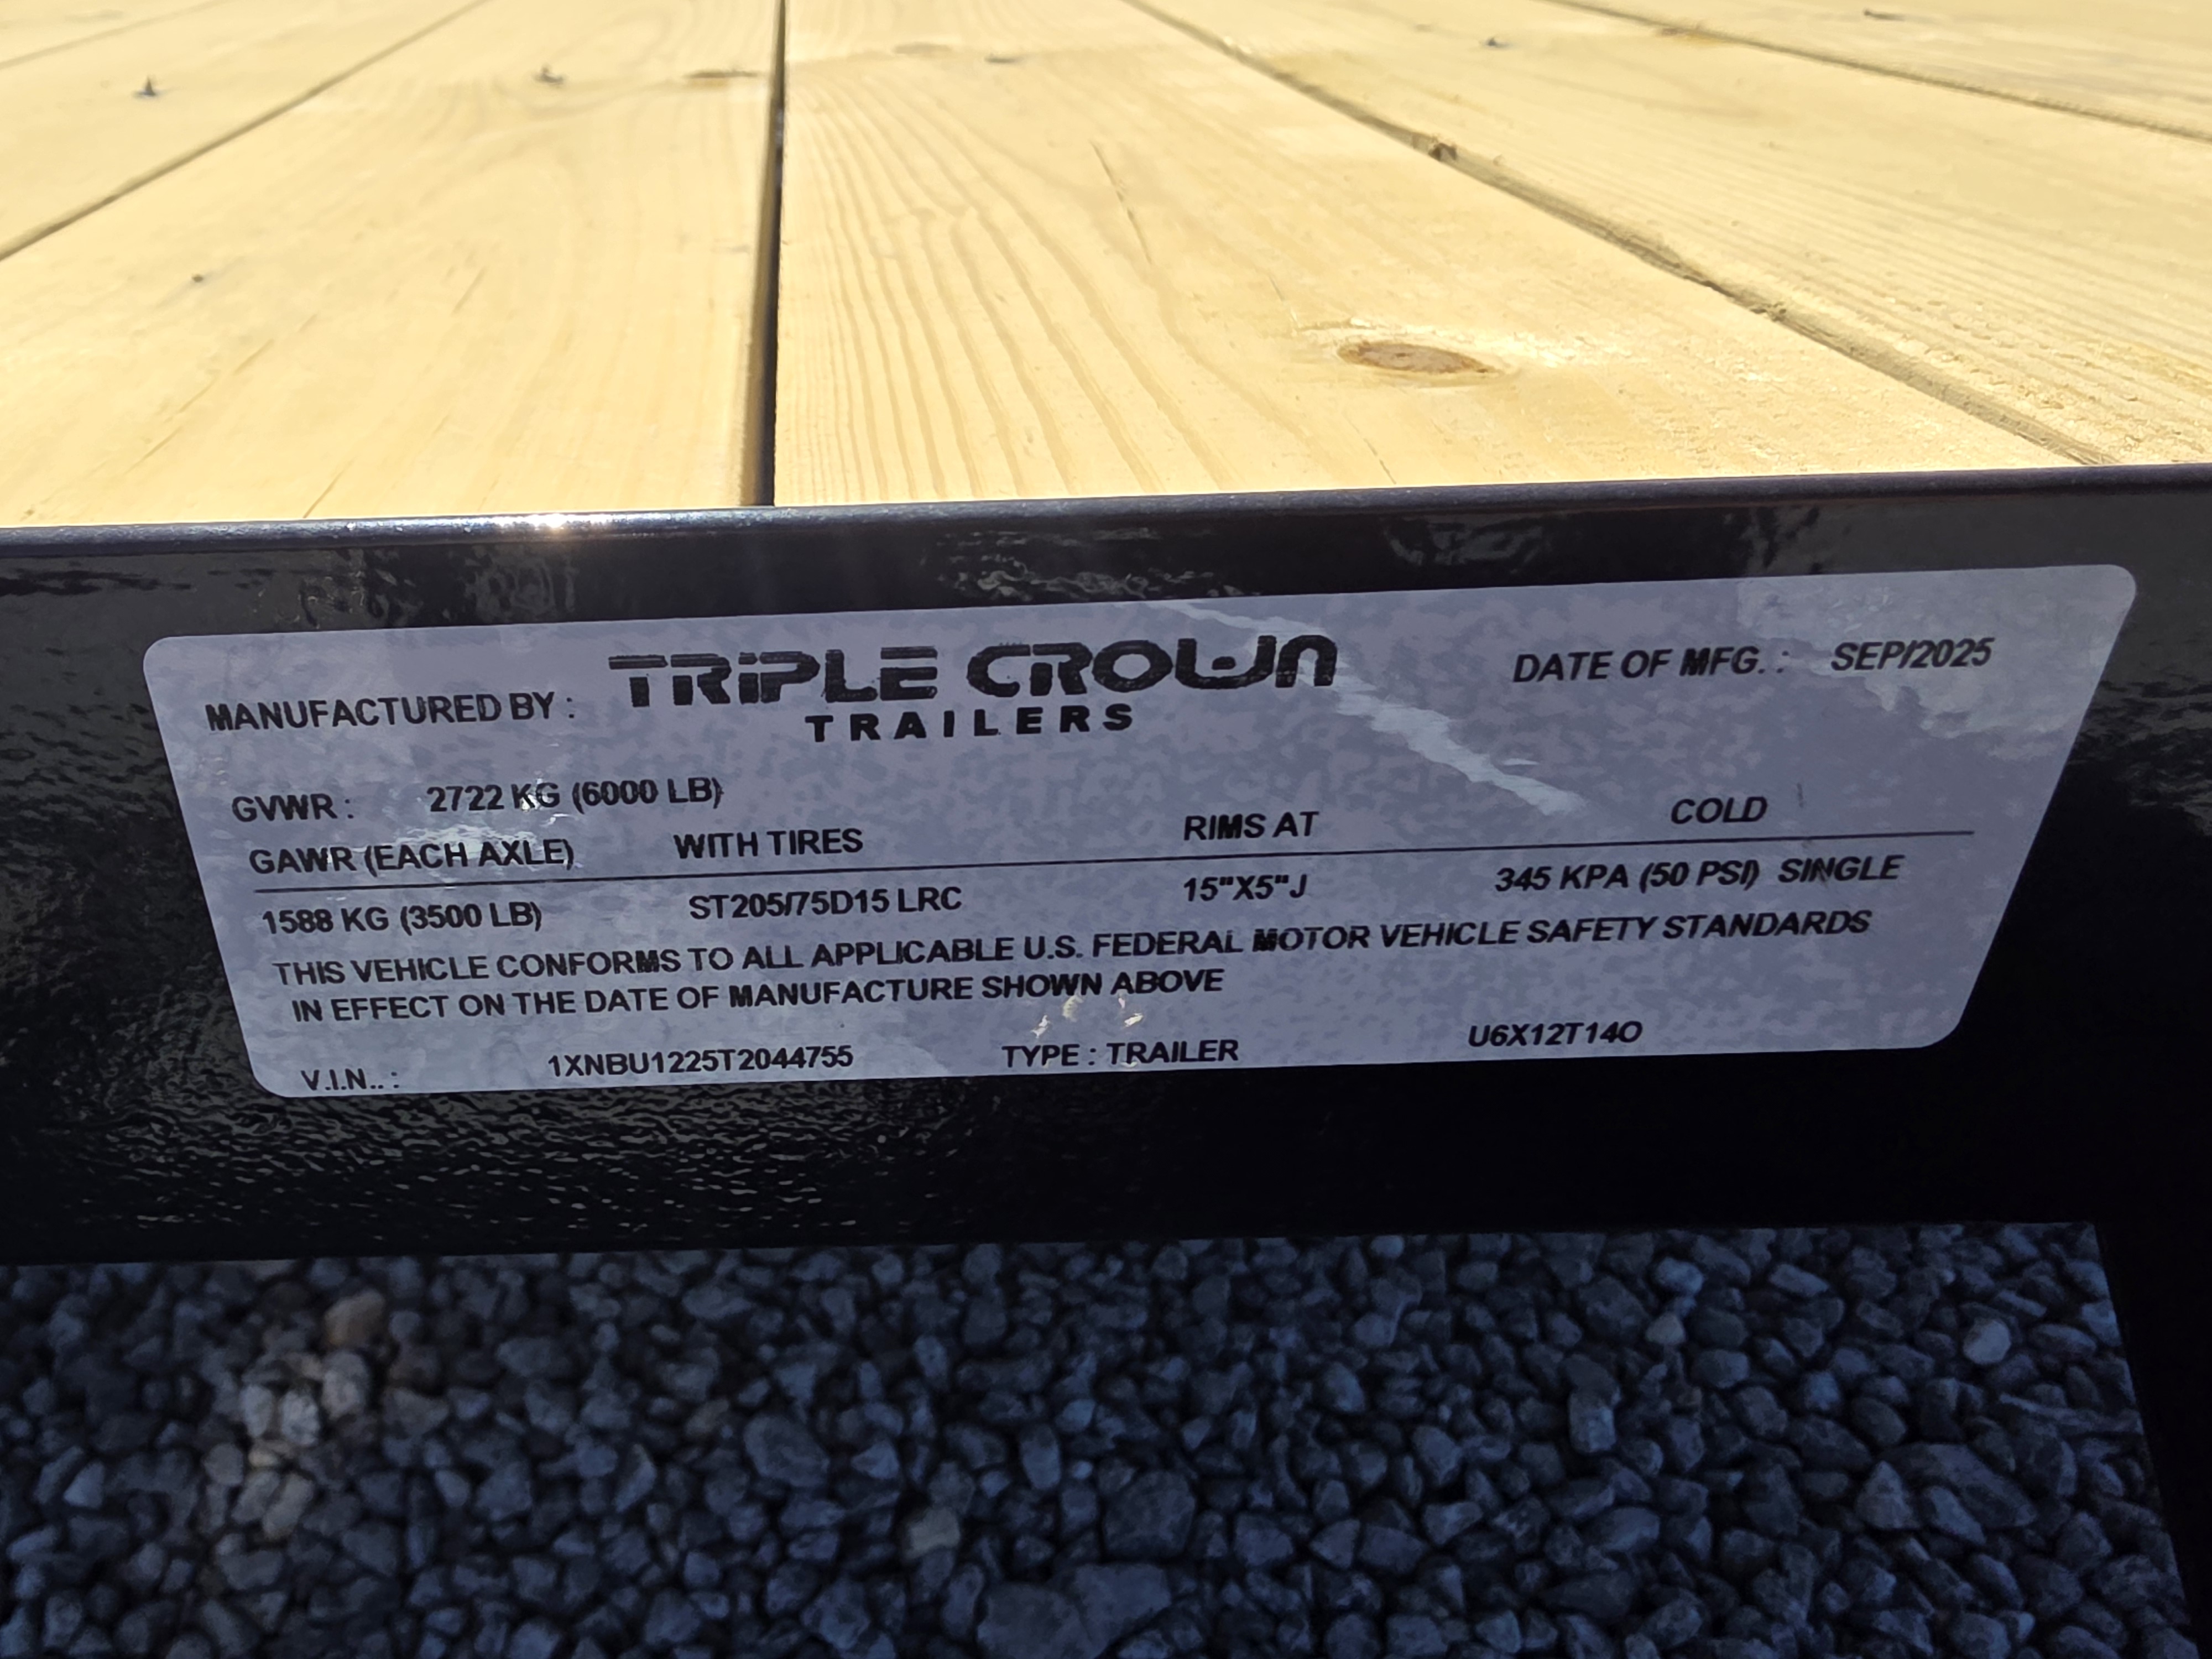 MANUFACTURED BY : TRIPLE CROWN TRAILERS DATE OF MFG. : SEP/2025
GVWR : 2722 KG (6000 LB)
GAWR (EACH AXLE) WITH TIRES RIMS AT COLD
1588 KG (3500 LB) ST205/75D15 LRC 15"X5"J 345 KPA (50 PSI) SINGLE
THIS VEHICLE CONFORMS TO ALL APPLICABLE U.S. FEDERAL MOTOR VEHICLE SAFETY STANDARDS
IN EFFECT ON THE DATE OF MANUFACTURE SHOWN ABOVE
V.I.N.. : 1XNBU1225T2044755 TYPE : TRAILER U6X12T14O